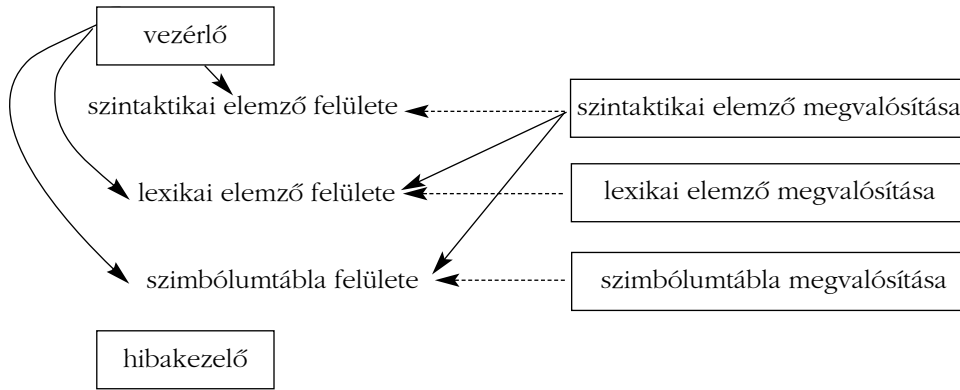 vezérlő
szintaktikai elemző felülete
szintaktikai elemző megvalósítása
lexikai elemző felülete
lexikai elemző megvalósítása
szimbólumtábla felülete
szimbólumtábla megvalósítása
hibakezelő